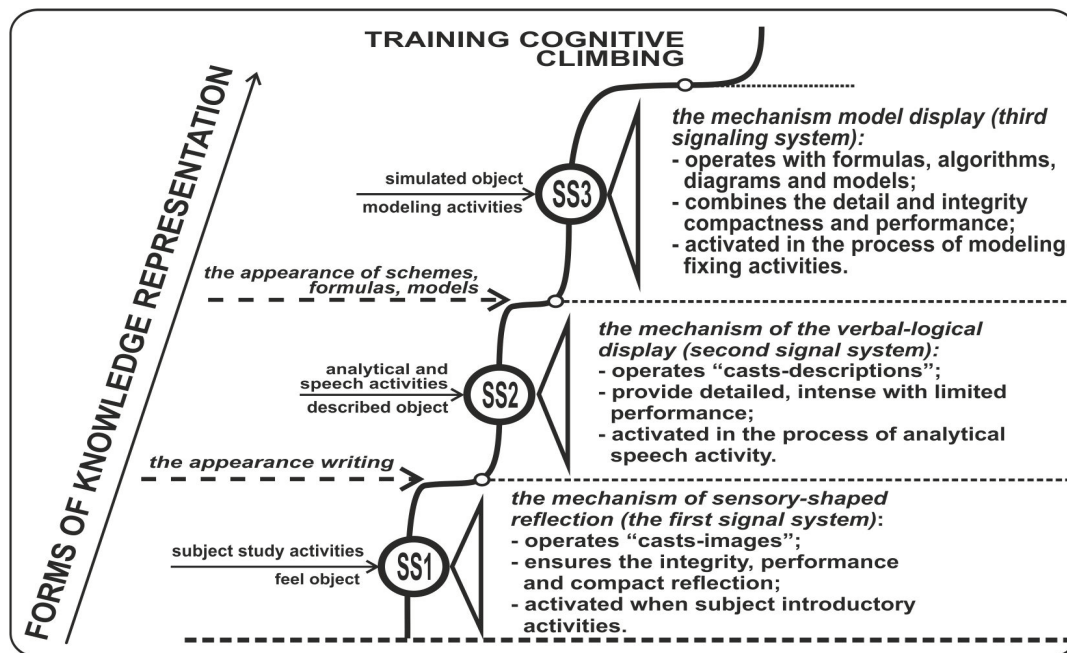 TRAINING COGNITIVE
CLIMBING
FORMS OF KNOWLEDGE REPRESENTATION
the mechanism model display (third
signaling system):
- operates with formulas, algorithms,
diagrams and models;
- combines the detail and integrity
compactness and performance;
- activated in the process of modeling
fixing activities.
simulated object
modeling activities
SS3
the appearance of schemes,
formulas, models
the mechanism of the verbal-logical
display (second signal system):
- operates “casts-descriptions”;
- provide detailed, intense with limited
performance;
- activated in the process of analytical
speech activity.
analytical and
speech activities
described object
SS2
the appearance writing
the mechanism of sensory-shaped
reflection (the first signal system):
- operates “casts-images”;
- ensures the integrity, performance
and compact reflection;
- activated when subject introductory
activities.
subject study activities
feel object
SS1